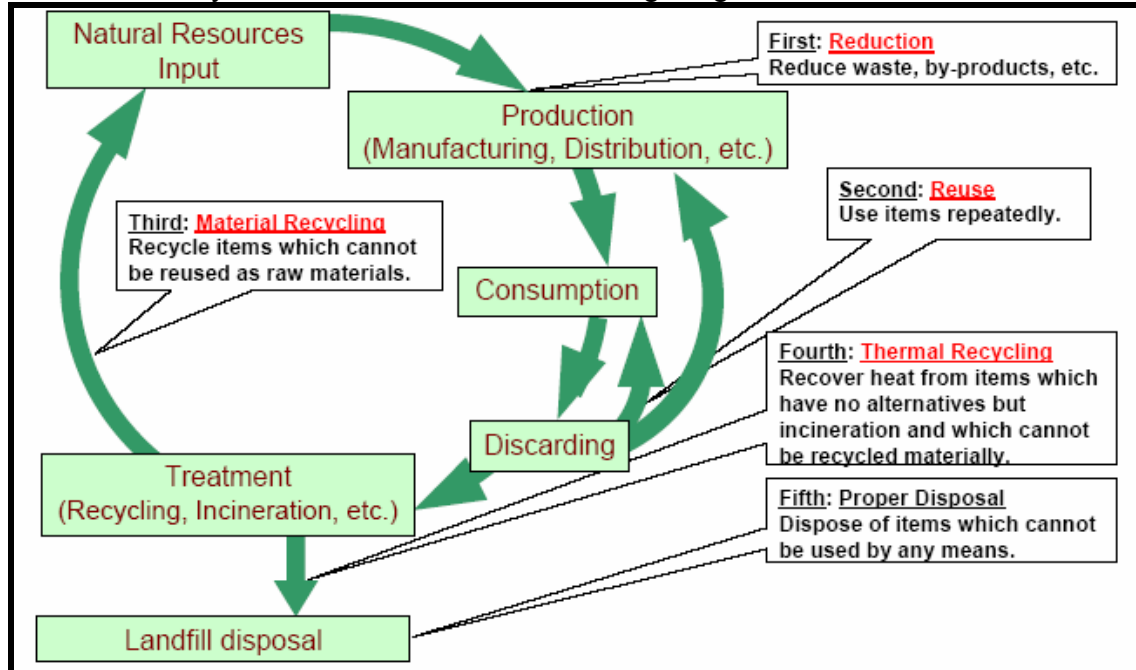 Natural Resources
Input
First: Reduction
Reduce waste, by-products, etc.
Production
(Manufacturing, Distribution, etc.)
Second: Reuse
Use items repeatedly.
Third: Material Recycling
Recycle items which cannot
be reused as raw materials.
Consumption
Fourth: Thermal Recycling
Recover heat from items which
have no alternatives but
incineration and which cannot
be recycled materially.
Discarding
Treatment
(Recycling, Incineration, etc.)
Fifth: Proper Disposal
Dispose of items which cannot
be used by any means.
Landfill disposal